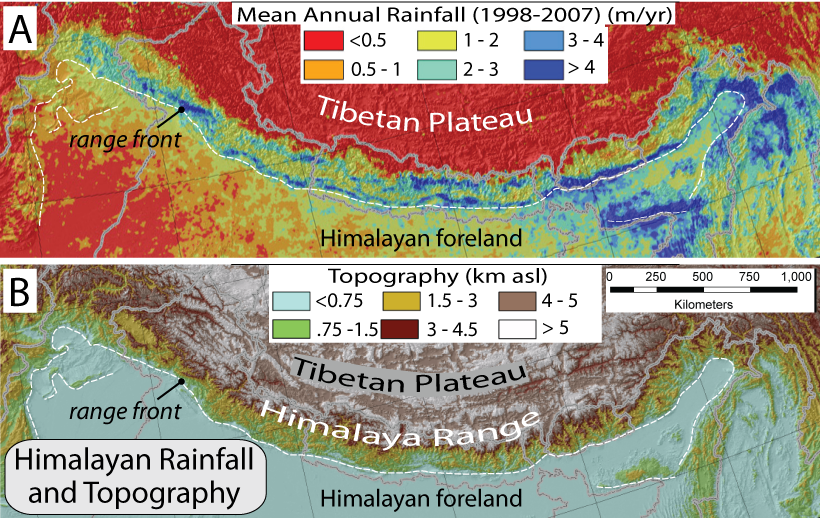 A
Mean Annual Rainfall (1998-2007) (m/yr)
<0.5
1 - 2
3 - 4
0.5 - 1
2 - 3
> 4
Tibetan Plateau
range front
Himalayan foreland
B
Topography (km asl)
<0.75
1.5 - 3
4 - 5
.75 -1.5
3 - 4.5
> 5
0 250 500 750 1,000
Kilometers
Tibetan Plateau
range front
Himalaya Range
Himalayan Rainfall
and Topography
Himalayan foreland